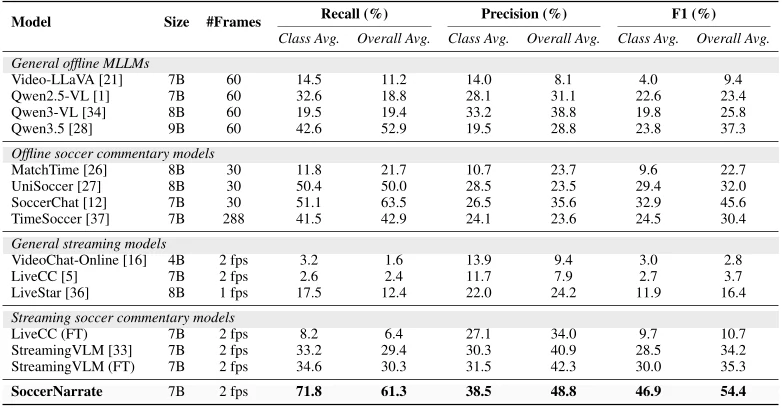 Model Size #Frames Recall (%) Precision (%) F1 (%)
Class Avg. Overall Avg. Class Avg. Overall Avg. Class Avg. Overall Avg.
General offline MLLMs
Video-LLaVA [21] 7B 60 14.5 11.2 14.0 8.1 4.0 9.4
Qwen2.5-VL [1] 7B 60 32.6 18.8 28.1 31.1 22.6 23.4
Qwen3-VL [34] 8B 60 19.5 19.4 33.2 38.8 19.8 25.8
Qwen3.5 [28] 9B 60 42.6 52.9 19.5 28.8 23.8 37.3
Offline soccer commentary models
MatchTime [26] 8B 30 11.8 21.7 10.7 23.7 9.6 22.7
UniSoccer [27] 8B 30 50.4 50.0 28.5 23.5 29.4 32.0
SoccerChat [12] 7B 30 51.1 63.5 26.5 35.6 32.9 45.6
TimeSoccer [37] 7B 288 41.5 42.9 24.1 23.6 24.5 30.4
General streaming models
VideoChat-Online [16] 4B 2 fps 3.2 1.6 13.9 9.4 3.0 2.8
LiveCC [5] 7B 2 fps 2.6 2.4 11.7 7.9 2.7 3.7
LiveStar [36] 8B 1 fps 17.5 12.4 22.0 24.2 11.9 16.4
Streaming soccer commentary models
LiveCC (FT) 7B 2 fps 8.2 6.4 27.1 34.0 9.7 10.7
StreamingVLM [33] 7B 2 fps 33.2 29.4 30.3 40.9 28.5 34.2
StreamingVLM (FT) 7B 2 fps 34.6 30.3 31.5 42.3 30.0 35.3
SoccerNarrate 7B 2 fps 71.8 61.3 38.5 48.8 46.9 54.4